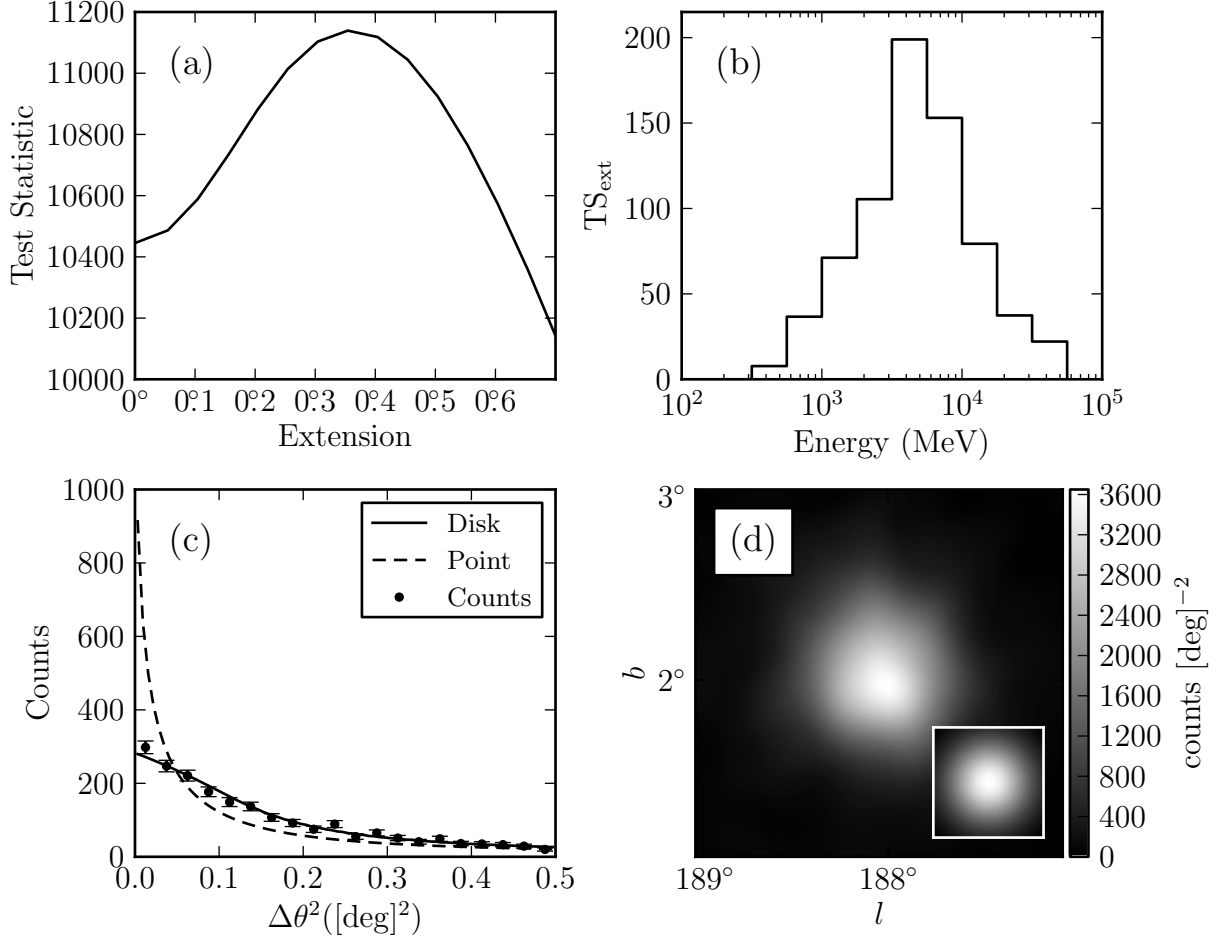 (a)
11200
11000
10800
10600
10400
10200
10000
Test Statistic
0° 0°.1 0°.2 0°.3 0°.4 0°.5 0°.6
Extension
(b)
200
150
100
50
0
TS_ext
10^2 10^3 10^4 10^5
Energy (MeV)
(c)
1000
800
600
400
200
0
Counts
Disk
Point
Counts
0.0 0.1 0.2 0.3 0.4 0.5
Δθ^2([deg]^2)
(d)
3°
2°
b
189° 188°
l
3600
3200
2800
2400
2000
1600
1200
800
400
0
counts [deg]^−2